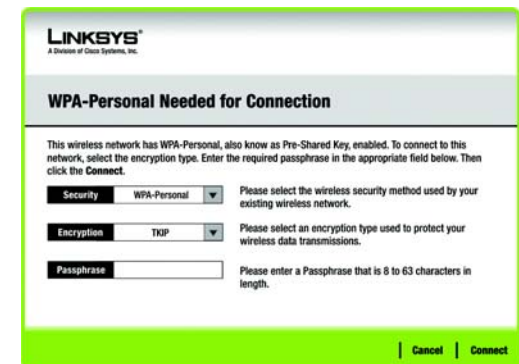 LINKSYS®
A Division of Cisco Systems, Inc.
WPA-Personal Needed for Connection
This wireless network has WPA-Personal, also know as Pre-Shared Key, enabled. To connect to this
network, select the encryption type. Enter the required passphrase in the appropriate field below. Then
click the Connect.
Security WPA-Personal
Please select the wireless security method used by your
existing wireless network.
Encryption TKIP
Please select an encryption type used to protect your
wireless data transmissions.
Passphrase
Please enter a Passphrase that is 8 to 63 characters in
length.
Cancel Connect